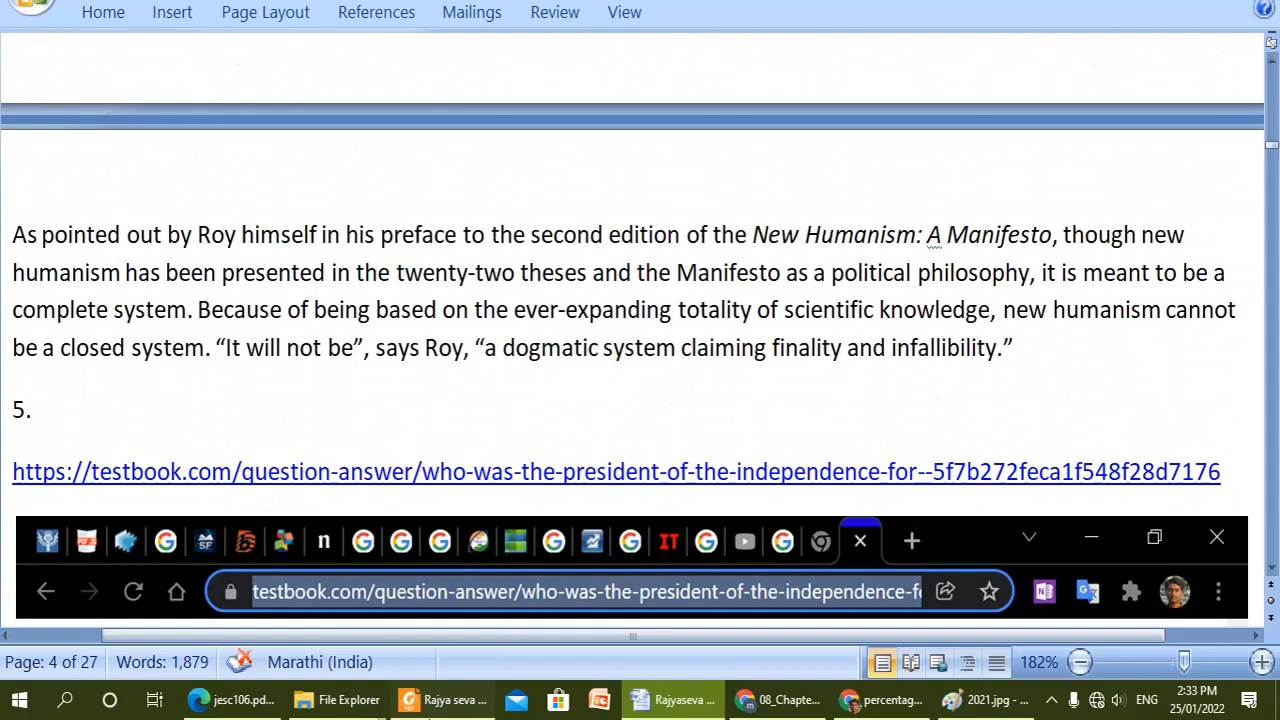 Home Insert Page Layout References Mailings Review View
As pointed out by Roy himself in his preface to the second edition of the New Humanism: A Manifesto, though new
humanism has been presented in the twenty-two theses and the Manifesto as a political philosophy, it is meant to be a
complete system. Because of being based on the ever-expanding totality of scientific knowledge, new humanism cannot
be a closed system. “It will not be”, says Roy, “a dogmatic system claiming finality and infallibility.”
5.
https://testbook.com/question-answer/who-was-the-president-of-the-independence-for--5f7b272feca1f548f28d7176
SF n IT
testbook.com/question-answer/who-was-the-president-of-the-independence-f
Page: 4 of 27 Words: 1,879 Marathi (India) 182%
jesc106.pd... File Explorer Rajya seva ... Rajyaseva ... 08_Chapte... percentag... 2021.jpg - ... ENG 2:33 PM
25/01/2022